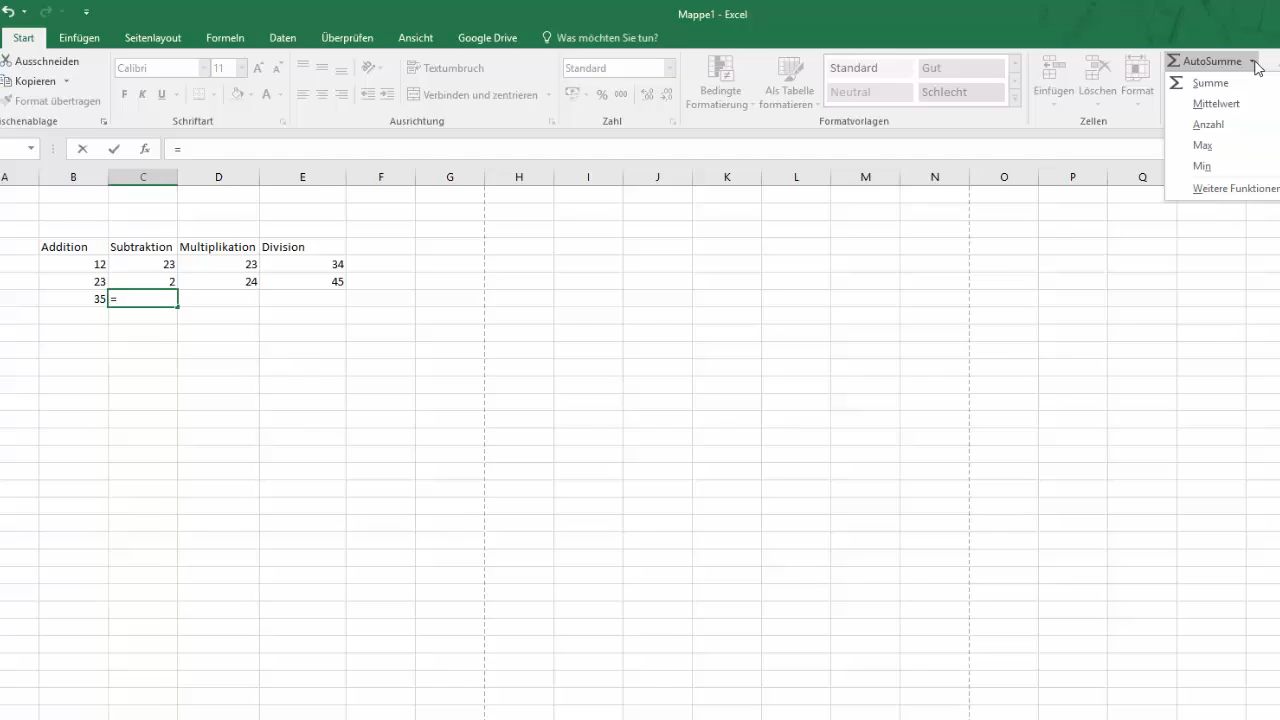 Mappe1 - Excel
Start Einfügen Seitenlayout Formeln Daten Überprüfen Ansicht Google Drive Was möchten Sie tun?
Ausschneiden
Kopieren
Format übertragen
ischenablage
Calibri 11
F K U
Schriftart
Textumbruch
Verbinden und zentrieren
Ausrichtung
Standard
% 000
Zahl
Bedingte Formatierung
Als Tabelle formatieren
Standard Gut
Neutral Schlecht
Formatvorlagen
Einfügen Löschen Format
Zellen
AutoSumme
Summe
Mittelwert
Anzahl
Max
Min
Weitere Funktionen
fx =
A B C D E F G H I J K L M N O P Q
Addition Subtraktion Multiplikation Division
12 23 23 34
23 2 24 45
35 =